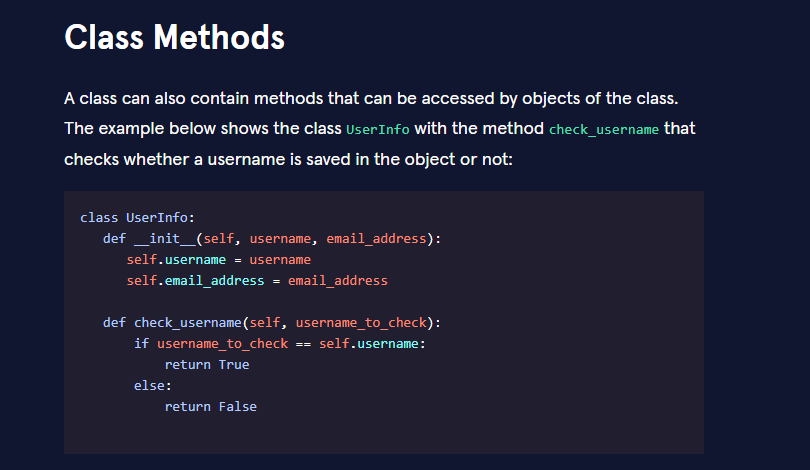 Class Methods
A class can also contain methods that can be accessed by objects of the class.
The example below shows the class UserInfo with the method check_username that
checks whether a username is saved in the object or not:
class UserInfo:
   def __init__(self, username, email_address):
      self.username = username
      self.email_address = email_address

   def check_username(self, username_to_check):
       if username_to_check == self.username:
           return True
       else:
           return False